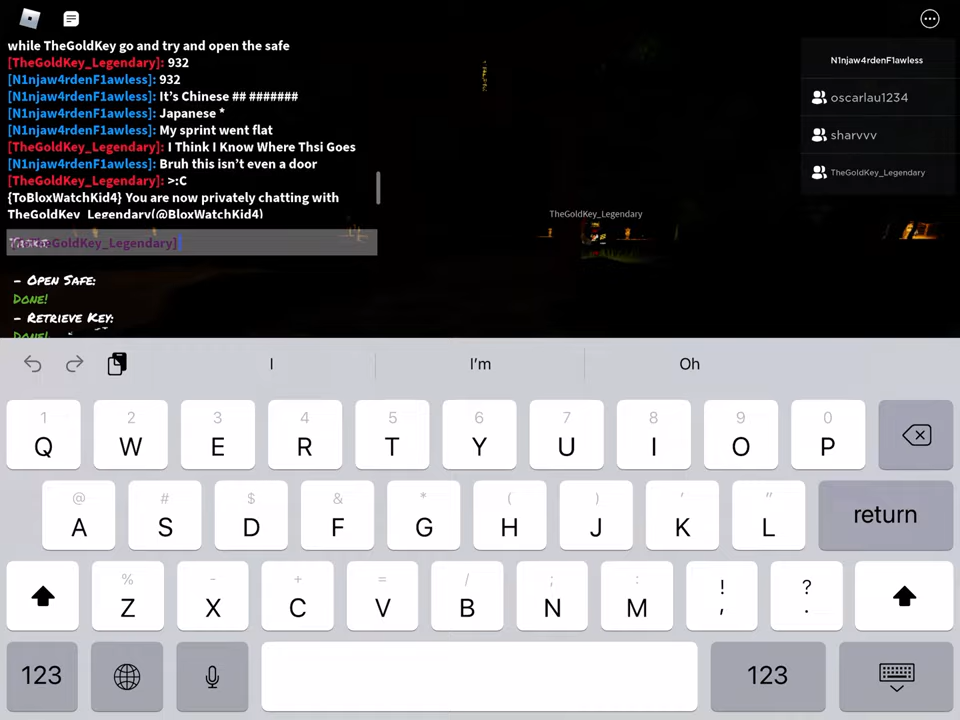 while TheGoldKey go and try and open the safe
[TheGoldKey_Legendary]: 932
[N1njaw4rdenF1awless]: 932
[N1njaw4rdenF1awless]: It's Chinese ## #######
[N1njaw4rdenF1awless]: Japanese *
[N1njaw4rdenF1awless]: My sprint went flat
[TheGoldKey_Legendary]: I Think I Know Where Thsi Goes
[N1njaw4rdenF1awless]: Bruh this isn't even a door
[TheGoldKey_Legendary]: >:C
{ToBloxWatchKid4} You are now privately chatting with
TheGoldKey_Legendary(@BloxWatchKid4)
TheGoldKey_Legendary]
- Open Safe:
Done!
- Retrieve Key:
Done!
N1njaw4rdenF1awless
oscarlau1234
sharvvv
TheGoldKey_Legendary
TheGoldKey_Legendary
I I'm Oh
1 2 3 4 5 6 7 8 9 0
Q W E R T Y U I O P
@ # $ & * ( ) ' "
A S D F G H J K L return
% - + = / ; : ! ?
Z X C V B N M , .
123 123